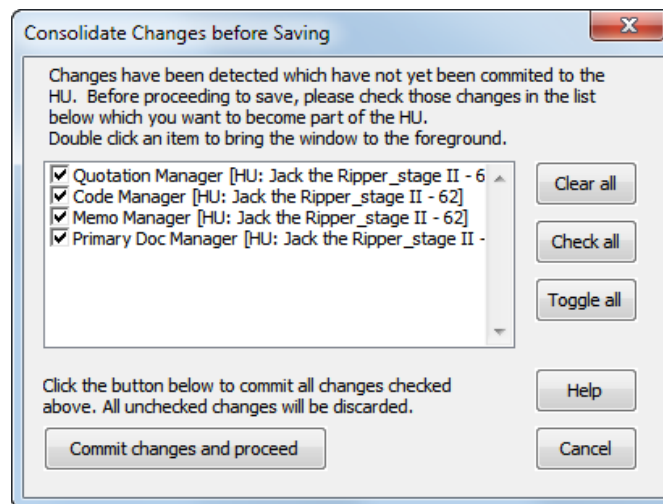 Consolidate Changes before Saving
Changes have been detected which have not yet been commited to the
HU. Before proceeding to save, please check those changes in the list
below which you want to become part of the HU.
Double click an item to bring the window to the foreground.
Quotation Manager [HU: Jack the Ripper_stage II - 6
Code Manager [HU: Jack the Ripper_stage II - 62]
Memo Manager [HU: Jack the Ripper_stage II - 62]
Primary Doc Manager [HU: Jack the Ripper_stage II -
Clear all
Check all
Toggle all
Click the button below to commit all changes checked
above. All unchecked changes will be discarded.
Help
Commit changes and proceed
Cancel